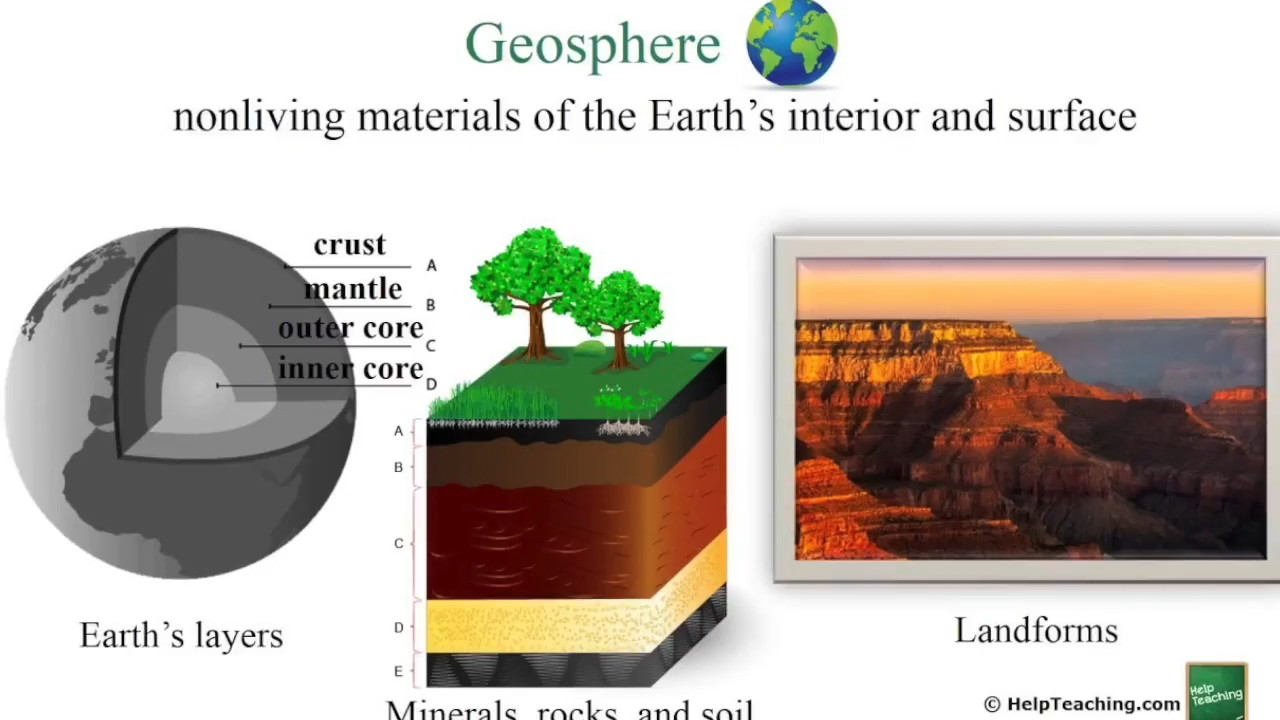 Geosphere
nonliving materials of the Earth's interior and surface
crust
A
mantle
B
outer core
C
inner core
D
A
B
C
D
E
Earth's layers
Minerals, rocks, and soil
Landforms
© HelpTeaching.com
Help
Teaching